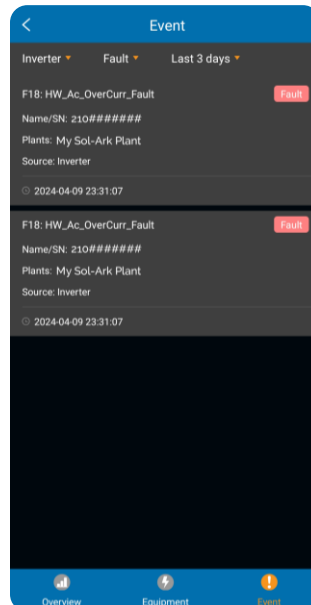 Event
Inverter Fault Last 3 days
F18: HW_Ac_OverCurr_Fault Fault
Name/SN: 210#######
Plants: My Sol-Ark Plant
Source: Inverter
2024-04-09 23:31:07
F18: HW_Ac_OverCurr_Fault Fault
Name/SN: 210#######
Plants: My Sol-Ark Plant
Source: Inverter
2024-04-09 23:31:07
Overview Equipment Event